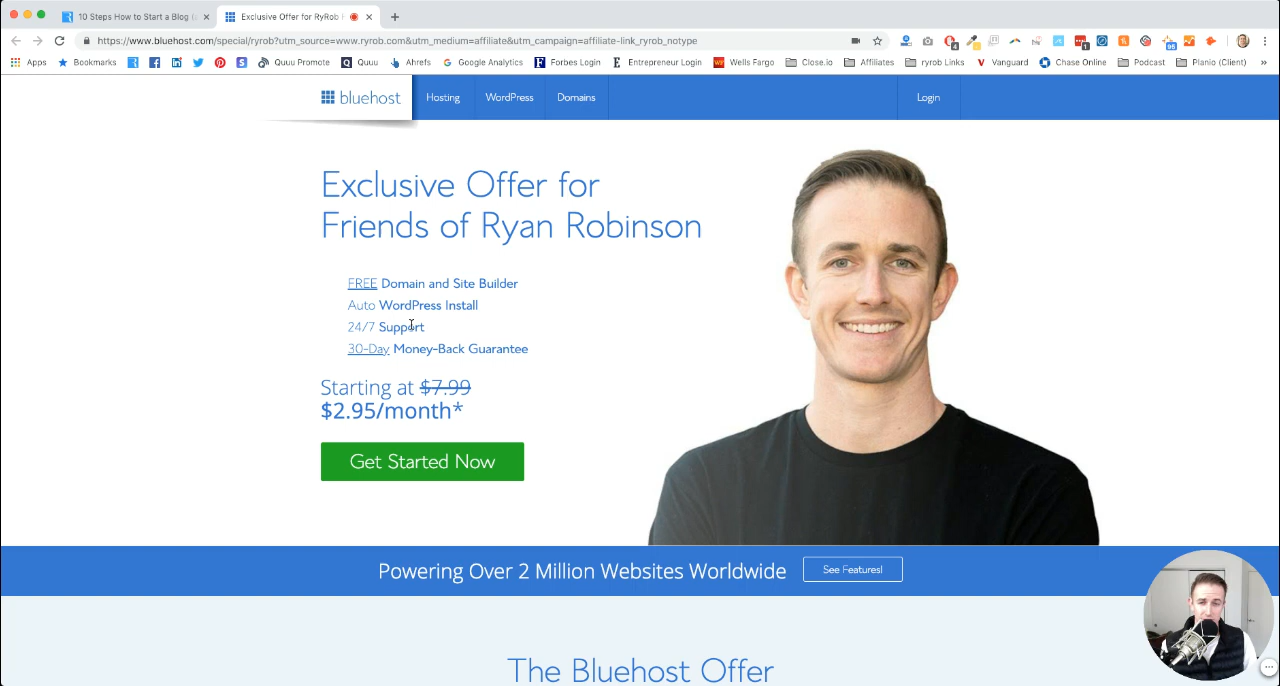 10 Steps How to Start a Blog (a
Exclusive Offer for RyRob H
https://www.bluehost.com/special/ryrob?utm_source=www.ryrob.com&utm_medium=affiliate&utm_campaign=affiliate-link_ryrob_notype
Apps Bookmarks Quuu Promote Quuu Ahrefs Google Analytics Forbes Login Entrepreneur Login Wells Fargo Close.io Affiliates ryrob Links Vanguard Chase Online Podcast Planio (Client) »
bluehost Hosting WordPress Domains Login
Exclusive Offer for
Friends of Ryan Robinson
FREE Domain and Site Builder
Auto WordPress Install
24/7 Support
30-Day Money-Back Guarantee
Starting at $7.99
$2.95/month*
Get Started Now
Powering Over 2 Million Websites Worldwide See Features!
The Bluehost Offer